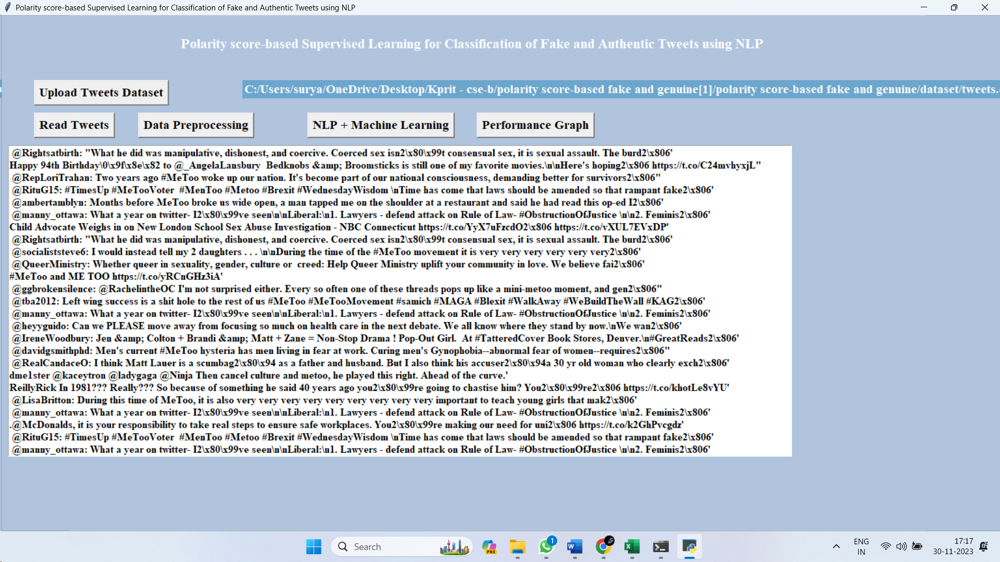 Polarity score-based Supervised Learning for Classification of Fake and Authentic Tweets using NLP
Polarity score-based Supervised Learning for Classification of Fake and Authentic Tweets using NLP
Upload Tweets Dataset
C:/Users/surya/OneDrive/Desktop/Kprit - cse-b/polarity score-based fake and genuine[1]/polarity score-based fake and genuine/dataset/tweets.
Read Tweets Data Preprocessing NLP + Machine Learning Performance Graph
@Rightsatbirth: "What he did was manipulative, dishonest, and coercive. Coerced sex isn2\x80\x99t consensual sex, it is sexual assault. The burd2\x806'
Happy 94th Birthday\0\x9f\x8e\x82 to @_AngelaLansbury  Bedknobs &amp; Broomsticks is still one of my favorite movies.\n\nHere's hoping2\x806 https://t.co/C24mvhyxjL"
@RepLoriTrahan: Two years ago #MeToo woke up our nation. It's become part of our national consciousness, demanding better for survivors2\x806"
@RituG15: #TimesUp #MeTooVoter  #MenToo #Metoo #Brexit #WednesdayWisdom \nTime has come that laws should be amended so that rampant fake2\x806'
@ambertamblyn: Months before MeToo broke us wide open, a man tapped me on the shoulder at a restaurant and said he had read this op-ed I2\x806'
@manny_ottawa: What a year on twitter- I2\x80\x99ve seen\n\nLiberal:\n1. Lawyers - defend attack on Rule of Law- #ObstructionOfJustice \n\n2. Feminis2\x806'
Child Advocate Weighs in on New London School Sex Abuse Investigation - NBC Connecticut https://t.co/YyX7uFzcdO2\x806 https://t.co/vXUL7EVxDP'
@Rightsatbirth: "What he did was manipulative, dishonest, and coercive. Coerced sex isn2\x80\x99t consensual sex, it is sexual assault. The burd2\x806'
@socialiststeve6: I would instead tell my 2 daughters . . . \n\nDuring the time of the #MeToo movement it is very very very very very very2\x806'
@QueerMinistry: Whether queer in sexuality, gender, culture or  creed: Help Queer Ministry uplift your community in love. We believe fai2\x806'
#MeToo and ME TOO https://t.co/yRCnGHz3iA'
@ggbrokensilence: @RachelintheOC I'm not surprised either. Every so often one of these threads pops up like a mini-metoo moment, and gen2\x806"
@tba2012: Left wing success is a shit hole to the rest of us #MeToo #MeTooMovement #samich #MAGA #Blexit #WalkAway #WeBuildTheWall #KAG2\x806'
@manny_ottawa: What a year on twitter- I2\x80\x99ve seen\n\nLiberal:\n1. Lawyers - defend attack on Rule of Law- #ObstructionOfJustice \n\n2. Feminis2\x806'
@heyyguido: Can we PLEASE move away from focusing so much on health care in the next debate. We all know where they stand by now.\nWe wan2\x806'
@IreneWoodbury: Jen &amp; Colton + Brandi &amp; Matt + Zane = Non-Stop Drama ! Pop-Out Girl.  At #TatteredCover Book Stores, Denver.\n#GreatReads2\x806'
@davidgsmithphd: Men's current #MeToo hysteria has men living in fear at work. Curing men's Gynophobia--abnormal fear of women--requires2\x806"
@RealCandaceO: I think Matt Lauer is a scumbag2\x80\x94 as a father and husband. But I also think his accuser2\x80\x94a 30 yr old woman who clearly exch2\x806'
dme1ster @kaceytron @ladygaga @Ninja Then cancel culture and metoo, he played this right. Ahead of the curve.'
ReillyRick In 1981??? Really??? So because of something he said 40 years ago you2\x80\x99re going to chastise him? You2\x80\x99re2\x806 https://t.co/khotLe8vYU'
@LisaBritton: During this time of MeToo, it is also very very very very very very very very very important to teach young girls that mak2\x806'
@manny_ottawa: What a year on twitter- I2\x80\x99ve seen\n\nLiberal:\n1. Lawyers - defend attack on Rule of Law- #ObstructionOfJustice \n\n2. Feminis2\x806'
.@McDonalds, it is your responsibility to take real steps to ensure safe workplaces. You2\x80\x99re making our need for uni2\x806 https://t.co/k2GhPvcgdz'
@RituG15: #TimesUp #MeTooVoter  #MenToo #Metoo #Brexit #WednesdayWisdom \nTime has come that laws should be amended so that rampant fake2\x806'
@manny_ottawa: What a year on twitter- I2\x80\x99ve seen\n\nLiberal:\n1. Lawyers - defend attack on Rule of Law- #ObstructionOfJustice \n\n2. Feminis2\x806'
Search PRE 1 ENG 17:17
IN 30-11-2023